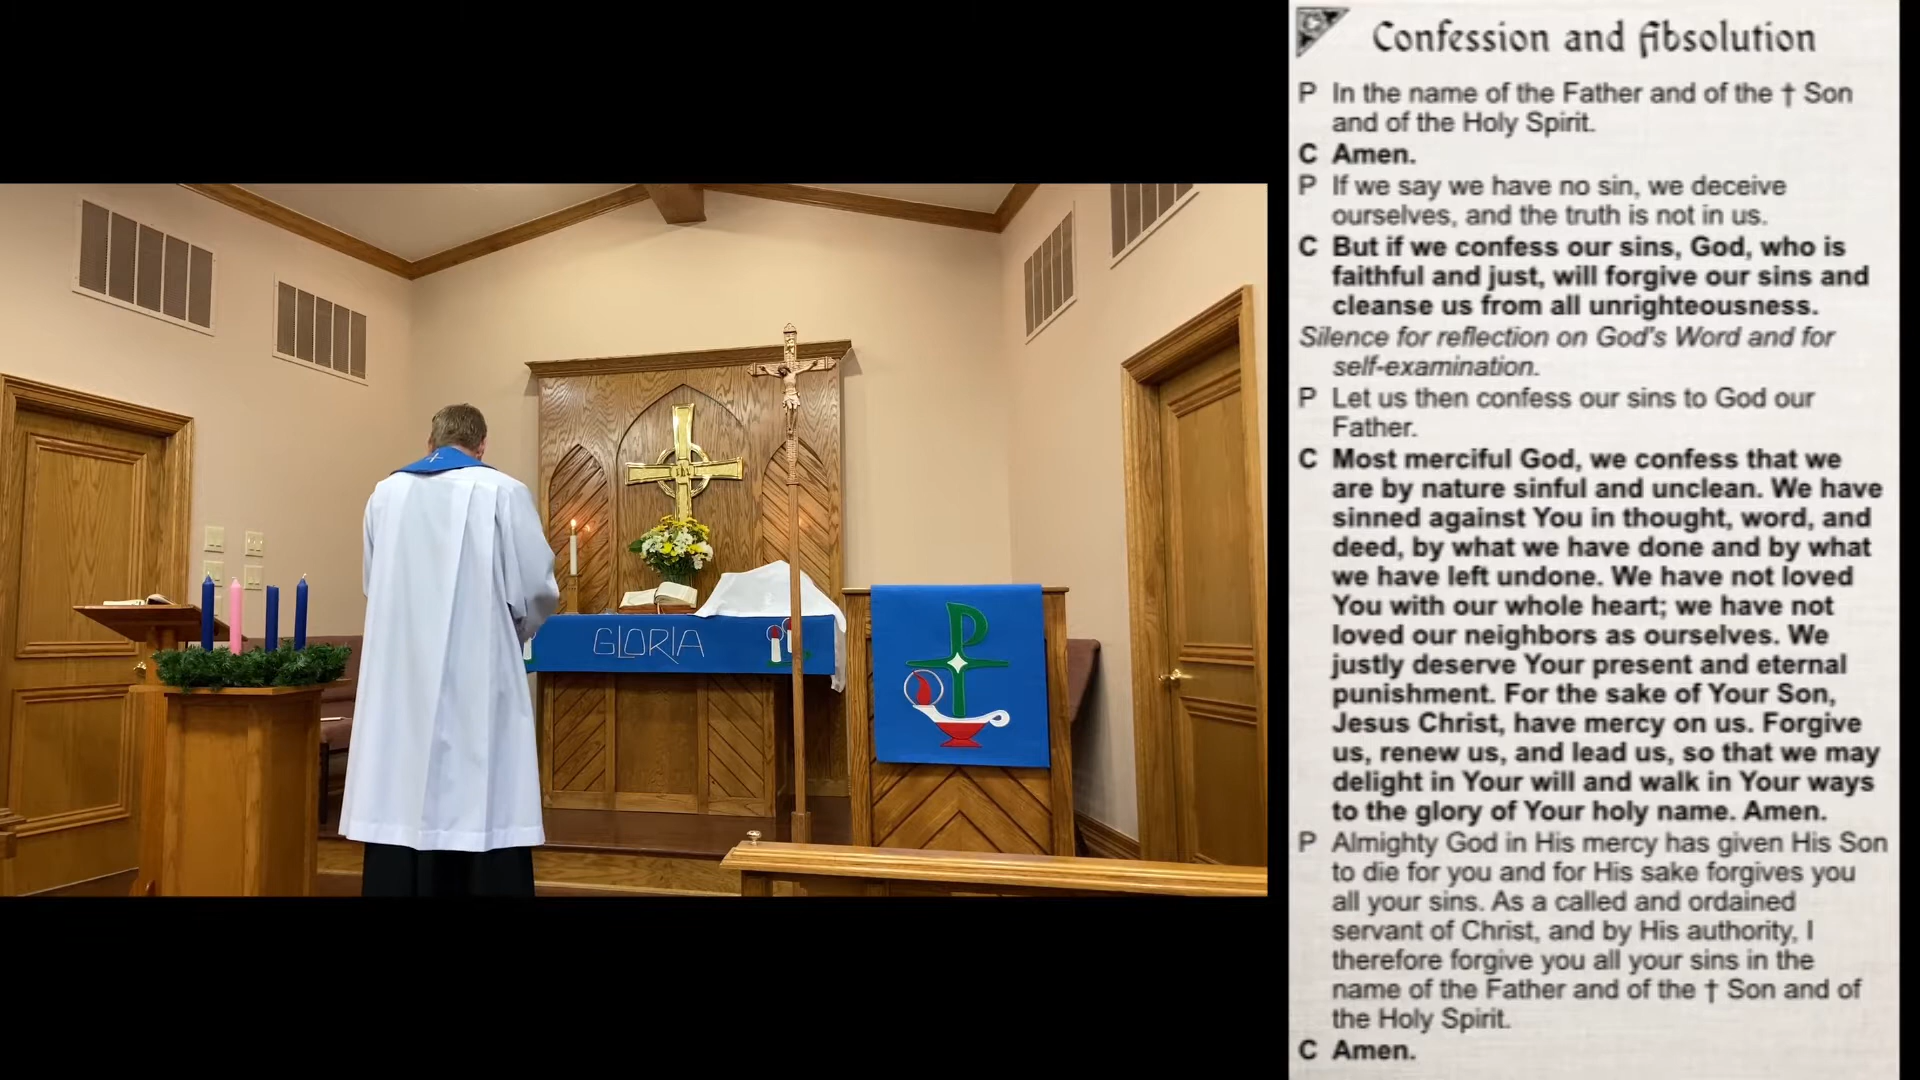 GLORIA
Confession and Absolution
P In the name of the Father and of the † Son
and of the Holy Spirit.
C Amen.
P If we say we have no sin, we deceive
ourselves, and the truth is not in us.
C But if we confess our sins, God, who is
faithful and just, will forgive our sins and
cleanse us from all unrighteousness.
Silence for reflection on God's Word and for
self-examination.
P Let us then confess our sins to God our
Father.
C Most merciful God, we confess that we
are by nature sinful and unclean. We have
sinned against You in thought, word, and
deed, by what we have done and by what
we have left undone. We have not loved
You with our whole heart; we have not
loved our neighbors as ourselves. We
justly deserve Your present and eternal
punishment. For the sake of Your Son,
Jesus Christ, have mercy on us. Forgive
us, renew us, and lead us, so that we may
delight in Your will and walk in Your ways
to the glory of Your holy name. Amen.
P Almighty God in His mercy has given His Son
to die for you and for His sake forgives you
all your sins. As a called and ordained
servant of Christ, and by His authority, I
therefore forgive you all your sins in the
name of the Father and of the † Son and of
the Holy Spirit.
C Amen.